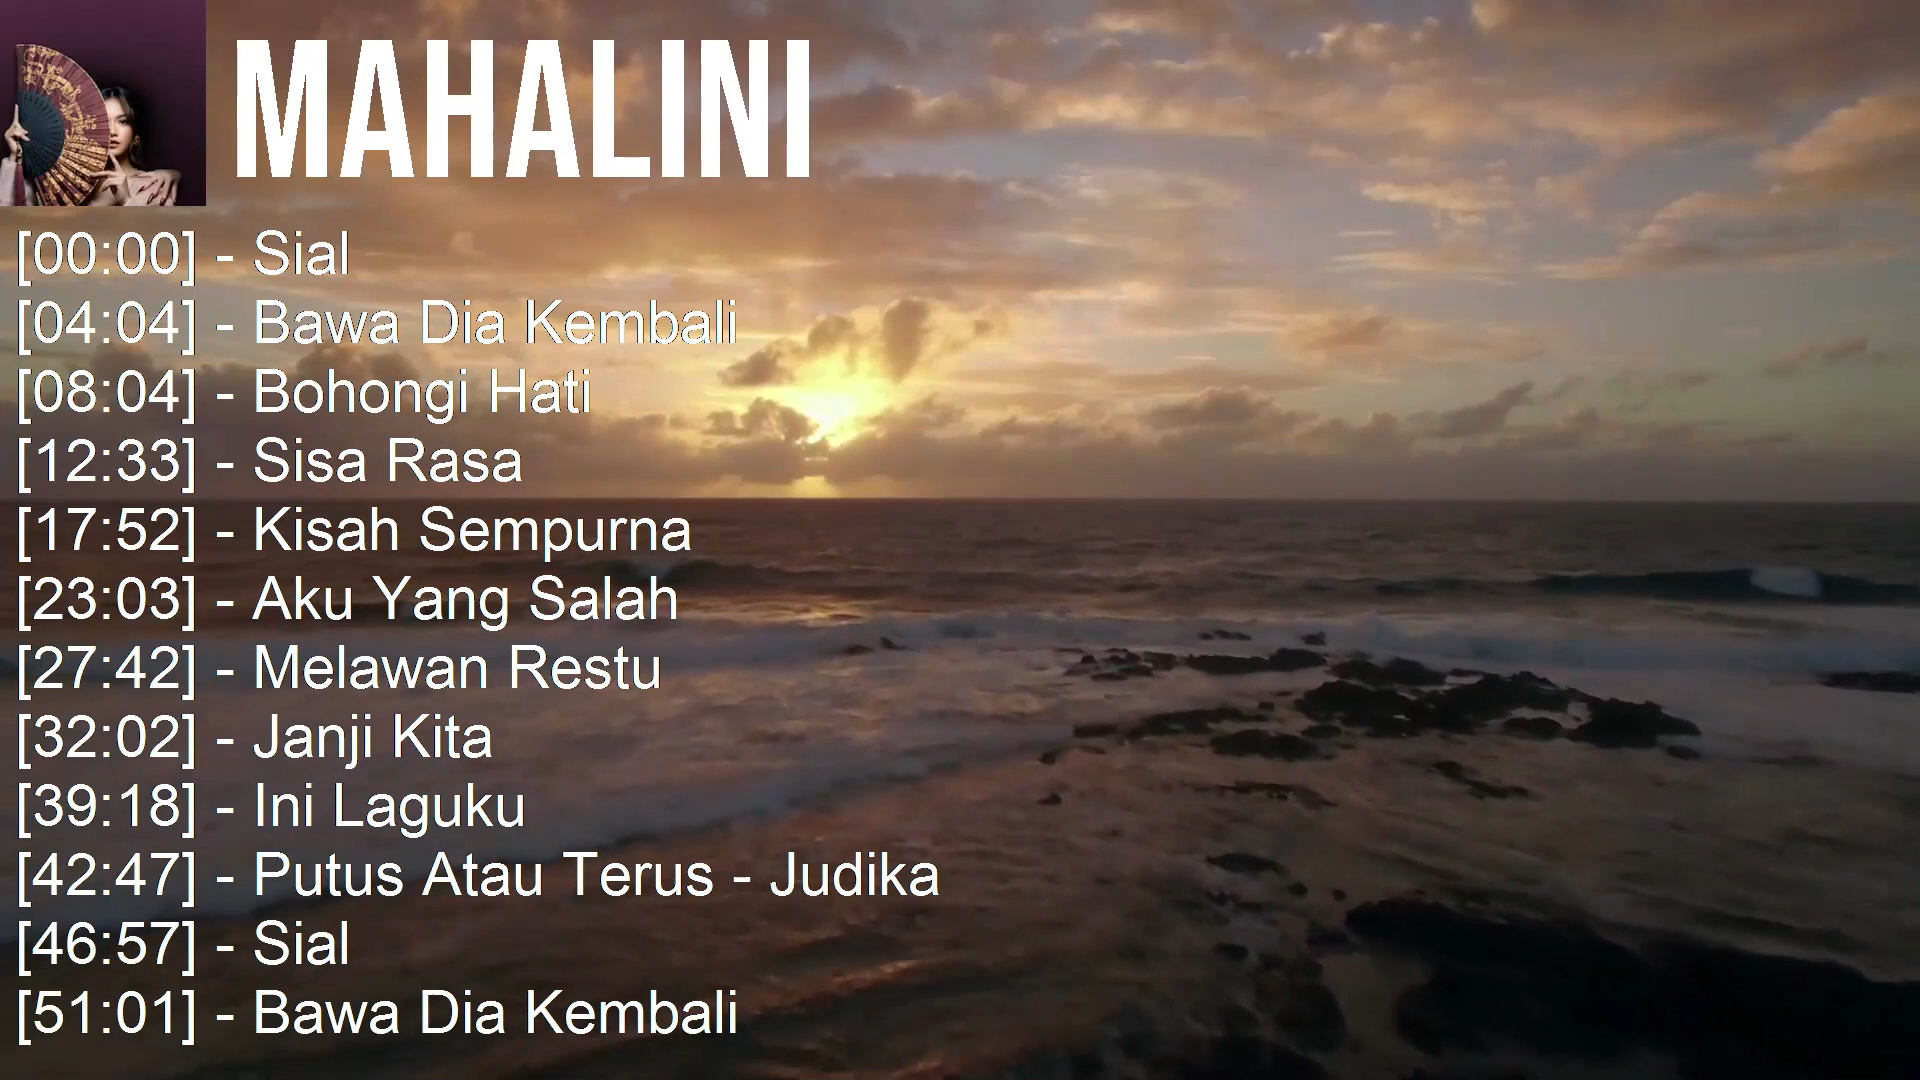 MAHALINI
[00:00] - Sial
[04:04] - Bawa Dia Kembali
[08:04] - Bohongi Hati
[12:33] - Sisa Rasa
[17:52] - Kisah Sempurna
[23:03] - Aku Yang Salah
[27:42] - Melawan Restu
[32:02] - Janji Kita
[39:18] - Ini Laguku
[42:47] - Putus Atau Terus - Judika
[46:57] - Sial
[51:01] - Bawa Dia Kembali